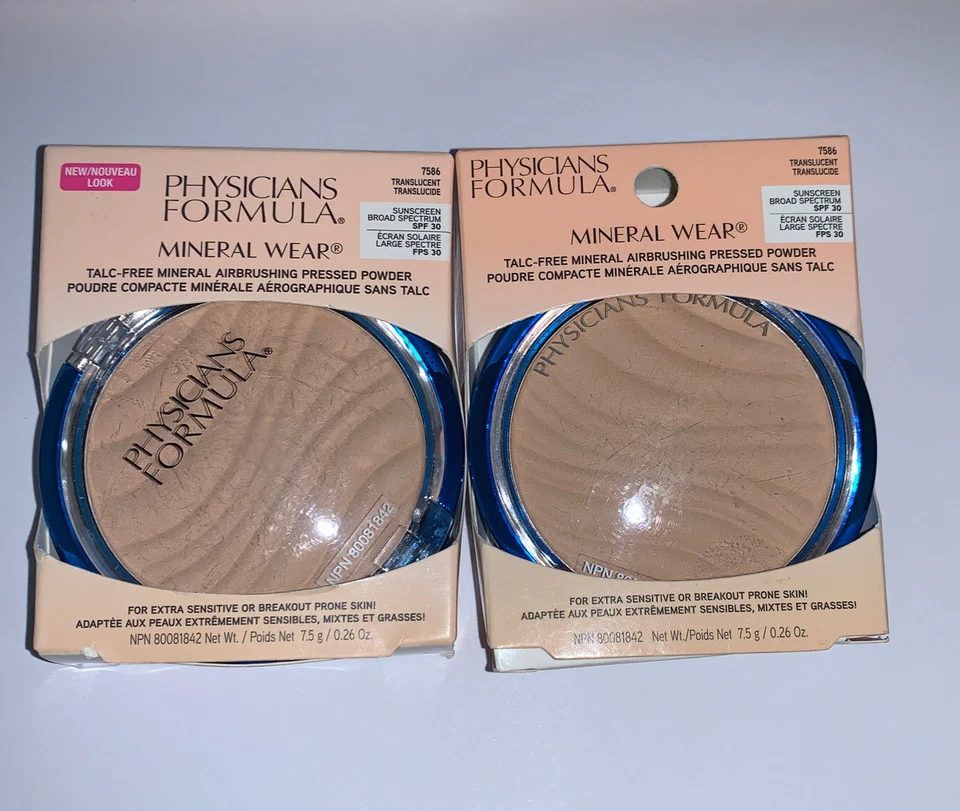 NEW/NOUVEAU
LOOK
PHYSICIANS
FORMULA®
7586
TRANSLUCENT
TRANSLUCIDE
SUNSCREEN
BROAD SPECTRUM
SPF 30
ÉCRAN SOLAIRE
LARGE SPECTRE
FPS 30
MINERAL WEAR®
TALC-FREE MINERAL AIRBRUSHING PRESSED POWDER
POUDRE COMPACTE MINÉRALE AÉROGRAPHIQUE SANS TALC
PHYSICIANS
FORMULA®
NPN 80081842
FOR EXTRA SENSITIVE OR BREAKOUT PRONE SKIN!
ADAPTÉE AUX PEAUX EXTRÊMEMENT SENSIBLES, MIXTES ET GRASSES!
NPN 80081842 Net Wt. / Poids Net 7.5 g / 0.26 Oz.
PHYSICIANS
FORMULA®
7586
TRANSLUCENT
TRANSLUCIDE
SUNSCREEN
BROAD SPECTRUM
SPF 30
ÉCRAN SOLAIRE
LARGE SPECTRE
FPS 30
MINERAL WEAR®
TALC-FREE MINERAL AIRBRUSHING PRESSED POWDER
POUDRE COMPACTE MINÉRALE AÉROGRAPHIQUE SANS TALC
PHYSICIANS FORMULA
NPN
FOR EXTRA SENSITIVE OR BREAKOUT PRONE SKIN!
ADAPTÉE AUX PEAUX EXTRÊMEMENT SENSIBLES, MIXTES ET GRASSES!
NPN 80081842 Net Wt./Poids Net 7.5 g / 0.26 Oz.